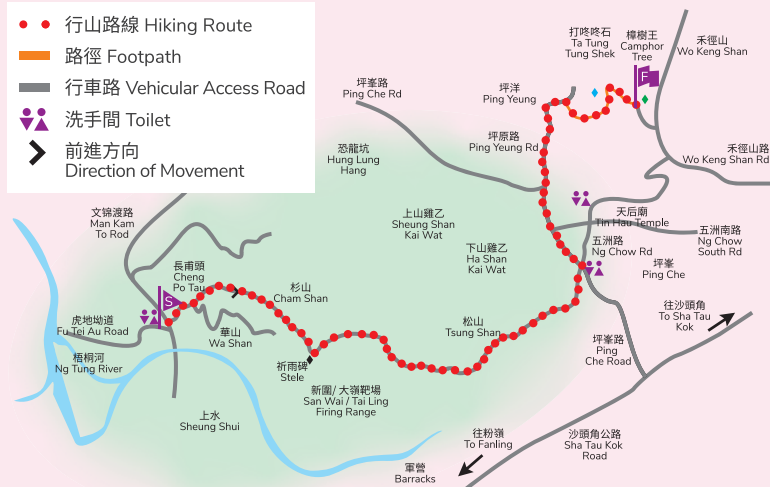 行山路線 Hiking Route
路徑 Footpath
行車路 Vehicular Access Road
洗手間 Toilet
前進方向
Direction of Movement
打咚咚石
Ta Tung
Tung Shek
樟樹王
Camphor
Tree
禾徑山
Wo Keng Shan
F
坪輋路
Ping Che Rd
坪洋
Ping Yeung
坪原路
Ping Yeung Rd
禾徑山路
Wo Keng Shan Rd
恐龍坑
Hung Lung
Hang
文锦渡路
Man Kam
To Rod
上山雞乙
Sheung Shan
Kai Wat
天后廟
Tin Hau Temple
五洲南路
Ng Chow
South Rd
下山雞乙
Ha Shan
Kai Wat
五洲路
Ng Chow Rd
坪輋
Ping Che
長甫頭
Cheng
Po Tau
S
杉山
Cham Shan
往沙頭角
To Sha Tau
Kok
虎地坳道
Fu Tei Au Road
華山
Wa Shan
松山
Tsung Shan
坪輋路
Ping
Che Road
梧桐河
Ng Tung River
祈雨碑
Stele
新圍/ 大嶺靶場
San Wai / Tai Ling
Firing Range
上水
Sheung Shui
往粉嶺
To Fanling
沙頭角公路
Sha Tau Kok
Road
軍營
Barracks